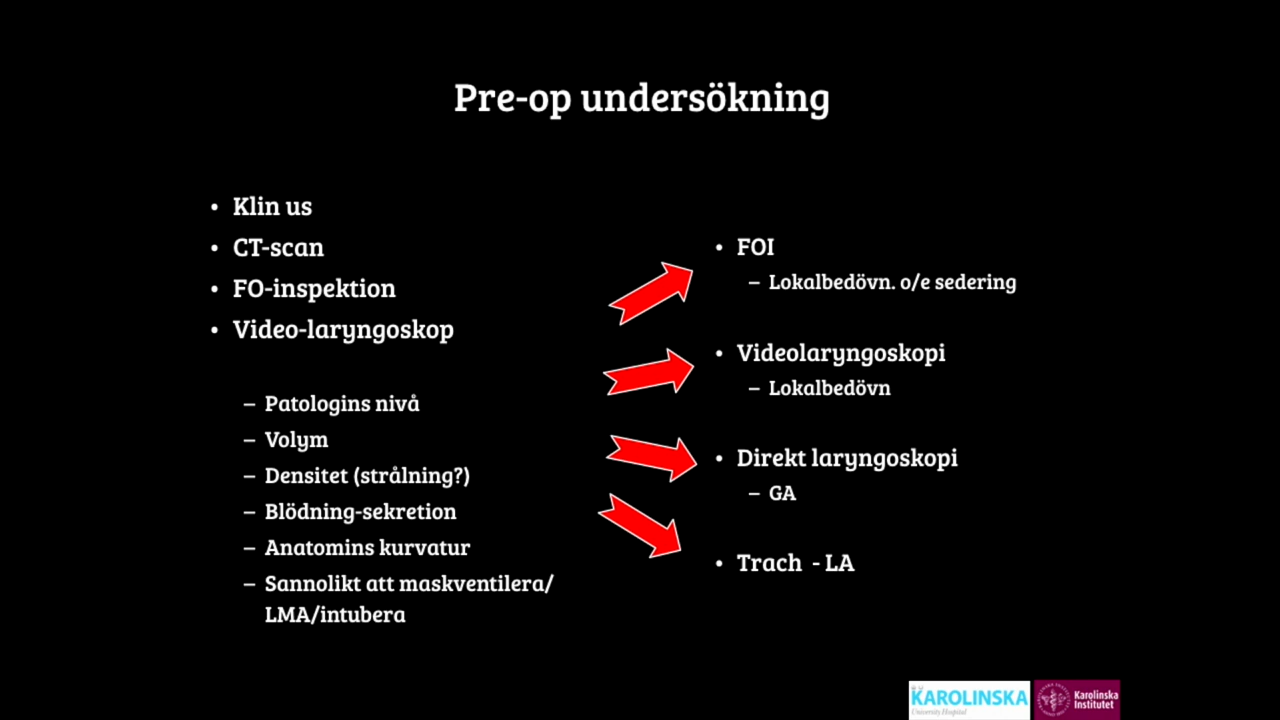 Pre-op undersökning
• Klin us
• CT-scan
• FO-inspektion
• Video-laryngoskop
– Patologins nivå
– Volym
– Densitet (strålning?)
– Blödning-sekretion
– Anatomins kurvatur
– Sannolikt att maskventilera/
LMA/intubera
• FOI
– Lokalbedövn. o/e sedering
• Videolaryngoskopi
– Lokalbedövn
• Direkt laryngoskopi
– GA
• Trach - LA
KAROLINSKA
University Hospital
Karolinska
Institutet